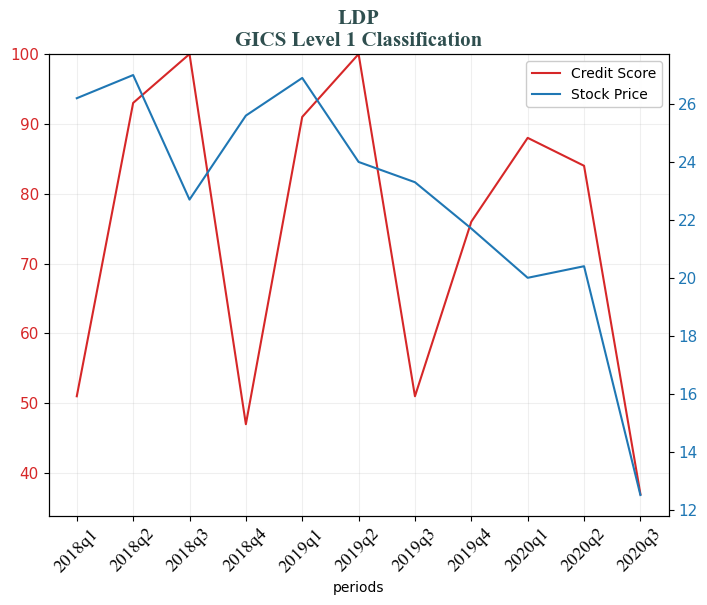 LDP
GICS Level 1 Classification
Credit Score
Stock Price
100
90
80
70
60
50
40
26
24
22
20
18
16
14
12
2018q1
2018q2
2018q3
2018q4
2019q1
2019q2
2019q3
2019q4
2020q1
2020q2
2020q3
periods